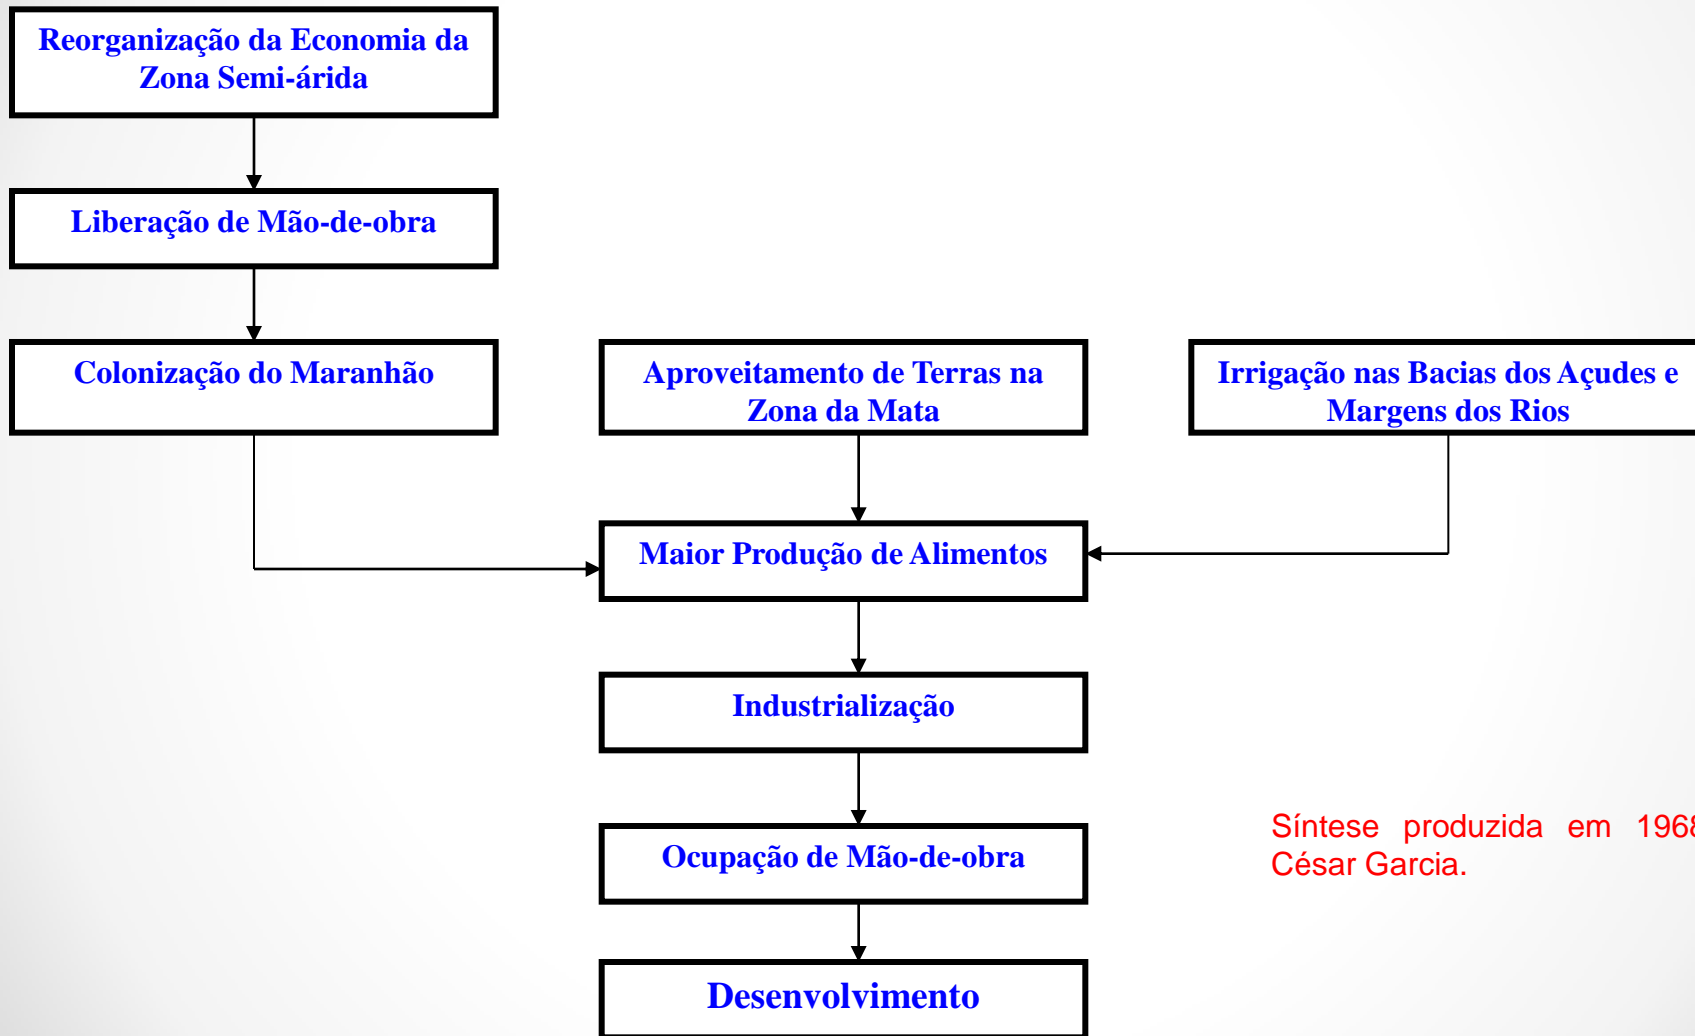 Reorganização da Economia da
Zona Semi-árida
Liberação de Mão-de-obra
Colonização do Maranhão
Aproveitamento de Terras na
Zona da Mata
Irrigação nas Bacias dos Açudes e
Margens dos Rios
Maior Produção de Alimentos
Industrialização
Ocupação de Mão-de-obra
Síntese produzida em 1968
César Garcia.
Desenvolvimento